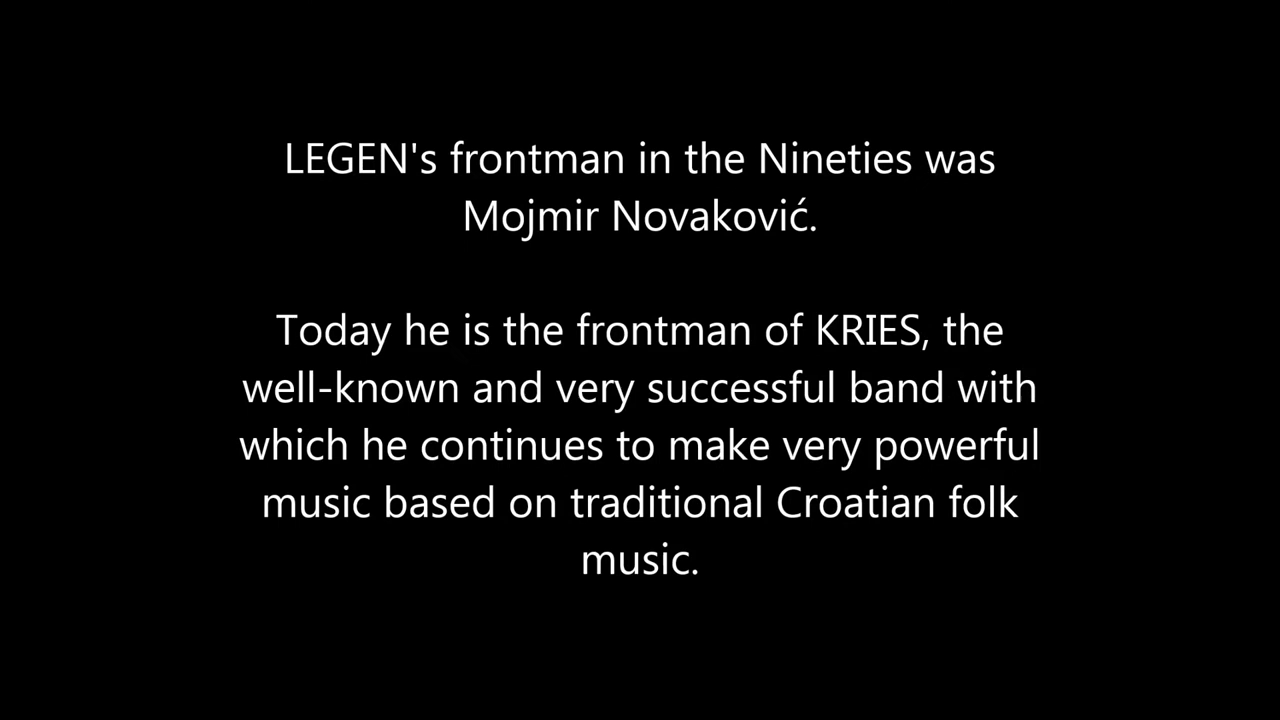 LEGEN's frontman in the Nineties was
Mojmir Novaković.
Today he is the frontman of KRIES, the
well-known and very successful band with
which he continues to make very powerful
music based on traditional Croatian folk
music.